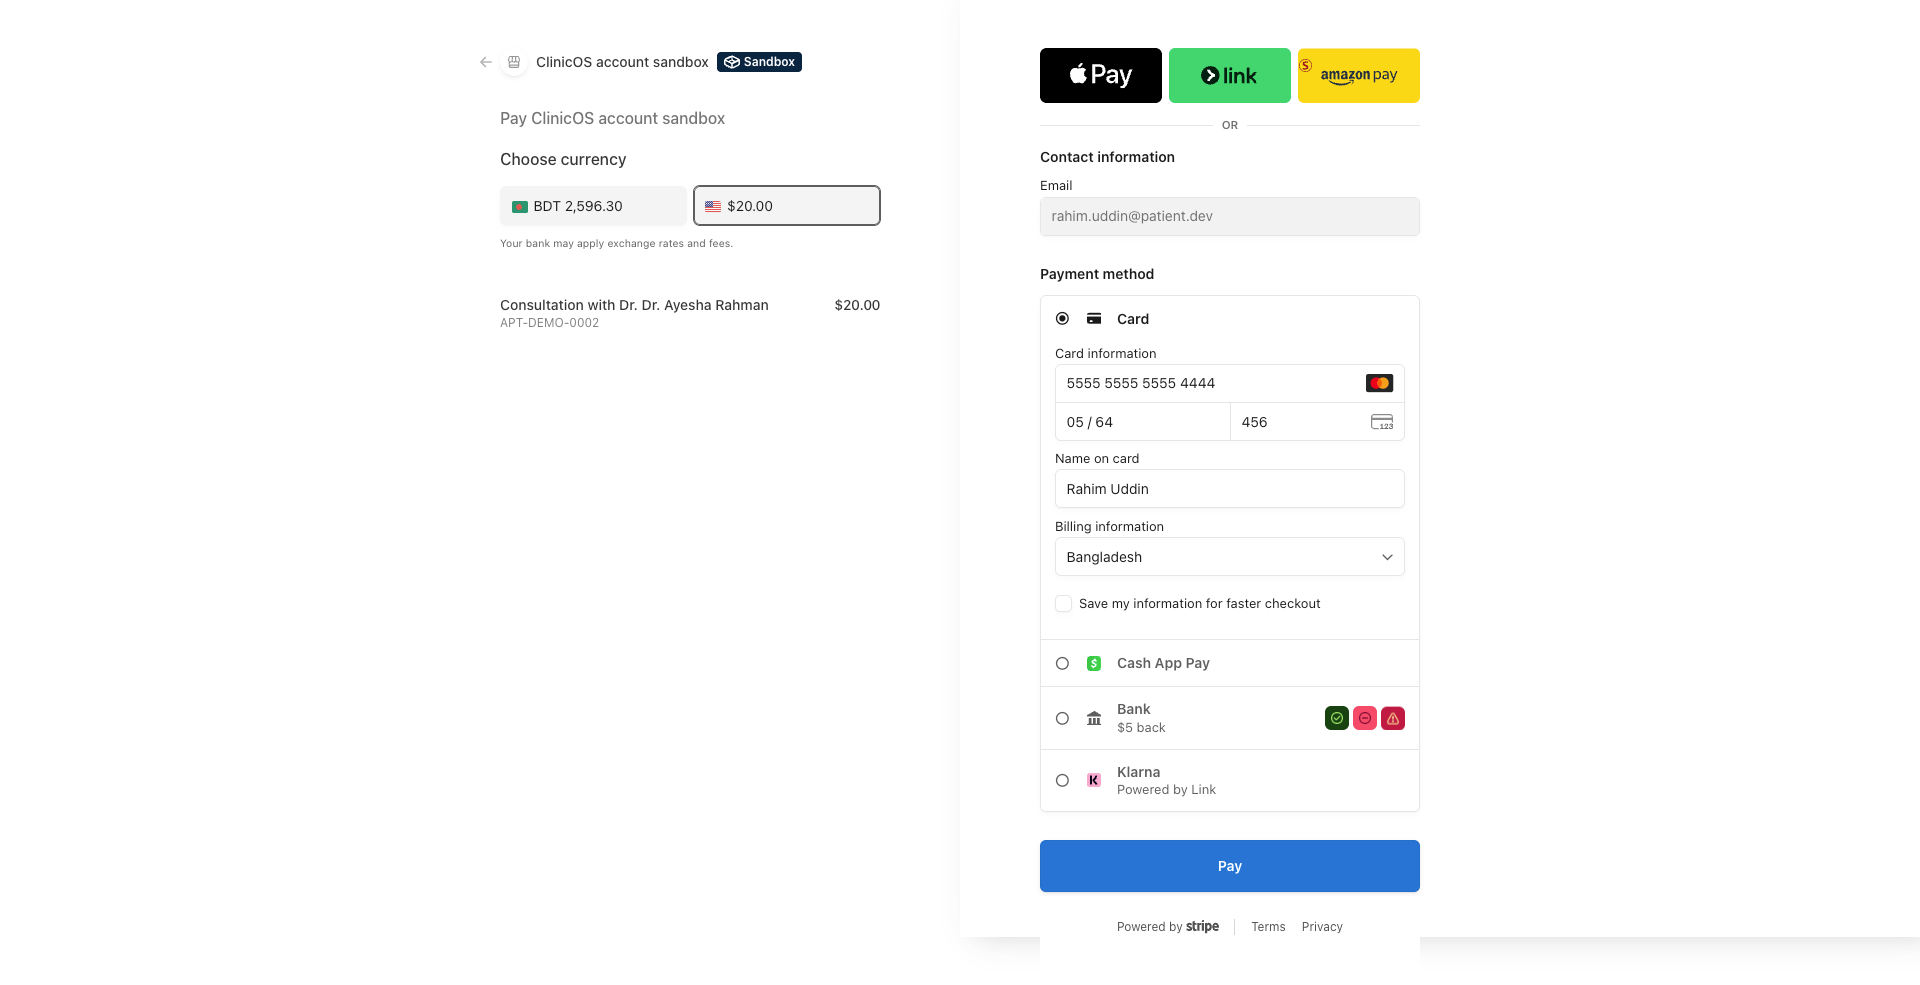 ClinicOS account sandbox
Sandbox
Pay ClinicOS account sandbox
Choose currency
BDT 2,596.30
$20.00
Your bank may apply exchange rates and fees.
Consultation with Dr. Dr. Ayesha Rahman
$20.00
APT-DEMO-0002
Pay
link
S
amazon pay
OR
Contact information
Email
rahim.uddin@patient.dev
Payment method
Card
Card information
5555 5555 5555 4444
05 / 64
456
123
Name on card
Rahim Uddin
Billing information
Bangladesh
Save my information for faster checkout
$
Cash App Pay
Bank
$5 back
K
Klarna
Powered by Link
Pay
Powered by stripe
Terms
Privacy